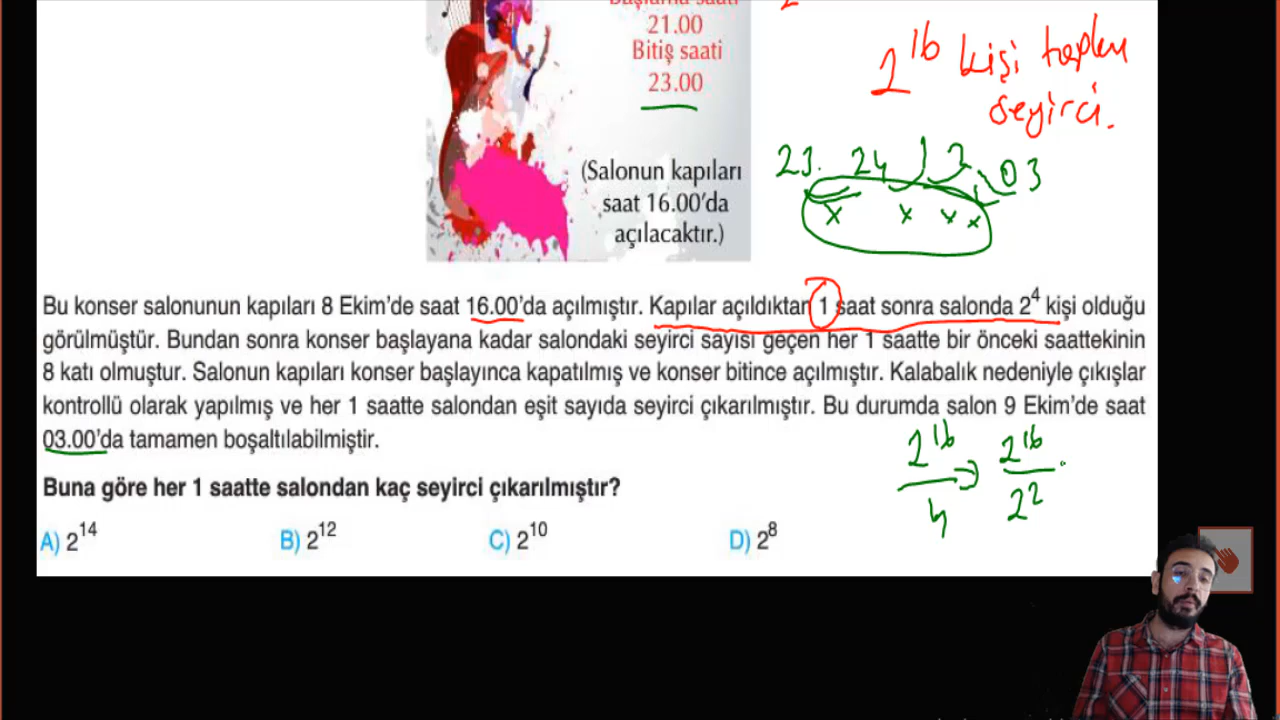 Başlama saati
21.00
Bitiş saati
23.00
(Salonun kapıları
saat 16.00'da
açılacaktır.)
2^16 kişi toplam
seyirci.
23. 24 1 2 03
x x x x
Bu konser salonunun kapıları 8 Ekim'de saat 16.00'da açılmıştır. Kapılar açıldıktan 1 saat sonra salonda 2^4 kişi olduğu
görülmüştür. Bundan sonra konser başlayana kadar salondaki seyirci sayısı geçen her 1 saatte bir önceki saattekinin
8 katı olmuştur. Salonun kapıları konser başlayınca kapatılmış ve konser bitince açılmıştır. Kalabalık nedeniyle çıkışlar
kontrollü olarak yapılmış ve her 1 saatte salondan eşit sayıda seyirci çıkarılmıştır. Bu durumda salon 9 Ekim'de saat
03.00'da tamamen boşaltılabilmiştir.
2^16/4 → 2^16/2^2
Buna göre her 1 saatte salondan kaç seyirci çıkarılmıştır?
A) 2^14 B) 2^12 C) 2^10 D) 2^8